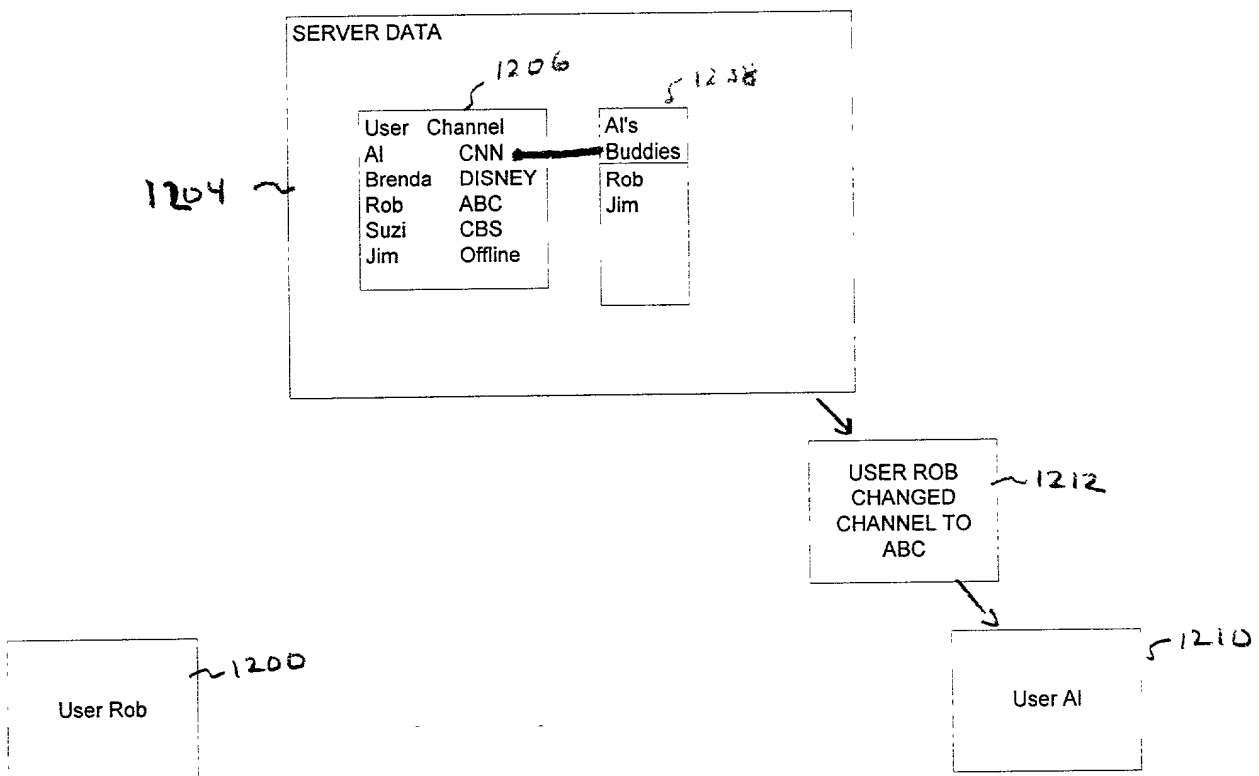 SERVER DATA
1206
User Channel
Al CNN
Brenda DISNEY
Rob ABC
Suzi CBS
Jim Offline
Al's
Buddies
Rob
Jim
1204
USER ROB
CHANGED
CHANNEL TO
ABC
1212
User Rob
1200
User Al
1210